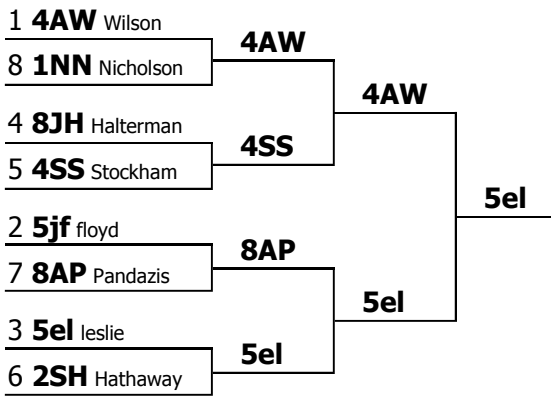 1 4AW Wilson
8 1NN Nicholson
4 8JH Halterman
5 4SS Stockham
2 5jf floyd
7 8AP Pandazis
3 5el leslie
6 2SH Hathaway
4AW
4SS
8AP
5el
4AW
5el
5el